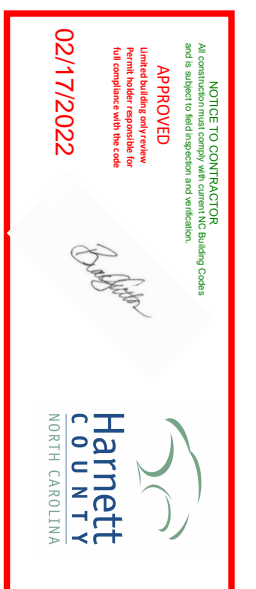 NOTICE TO CONTRACTOR
All construction must comply with current NC Building Codes
and is subject to field inspection and verification.
APPROVED
Limited building only review
Permit holder responsible for
full compliance with the code
02/17/2022
Harnett
COUNTY
NORTH CAROLINA